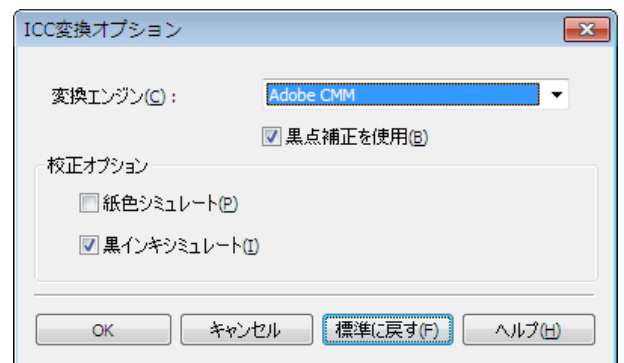 ICC変換オプション
変換エンジン(C)：
Adobe CMM
黒点補正を使用(B)
校正オプション
紙色シミュレート(P)
黒インキシミュレート(I)
OK キャンセル 標準に戻す(F) ヘルプ(H)